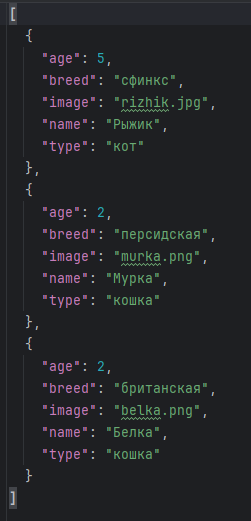 [
{
"age": 5,
"breed": "сфинкс",
"image": "rizhik.jpg",
"name": "Рыжик",
"type": "кот"
},
{
"age": 2,
"breed": "персидская",
"image": "murka.png",
"name": "Мурка",
"type": "кошка"
},
{
"age": 2,
"breed": "британская",
"image": "belka.png",
"name": "Белка",
"type": "кошка"
}
]